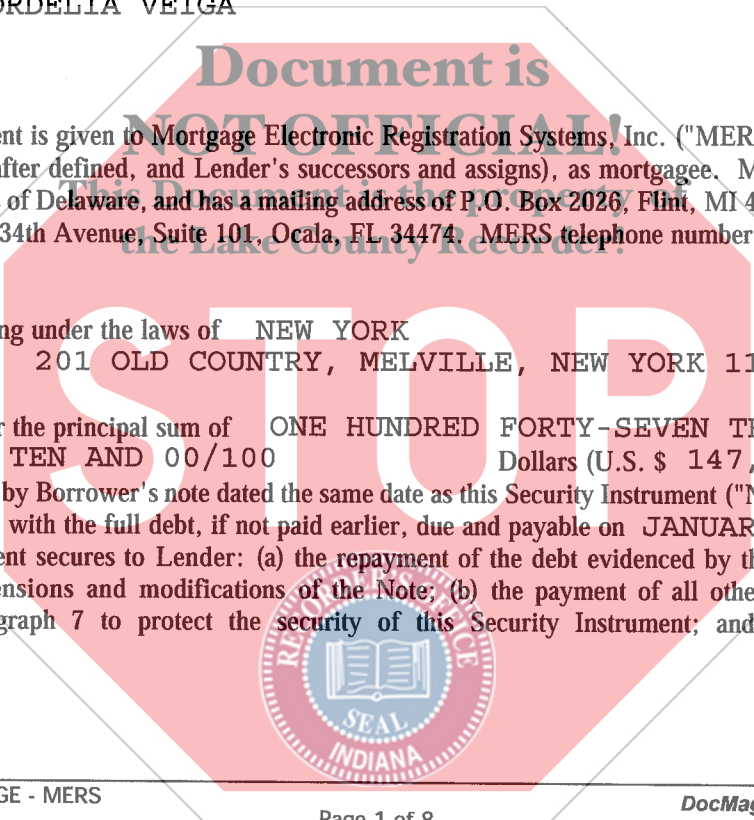 ORDELIA VEIGA
Document is
NOT OFFICIAL!
This Document is the property of
the Lake County Recorder!
ent is given to Mortgage Electronic Registration Systems, Inc. ("MER
after defined, and Lender's successors and assigns), as mortgagee. M
of Delaware, and has a mailing address of P.O. Box 2026, Flint, MI 4
34th Avenue, Suite 101, Ocala, FL 34474. MERS telephone number
STOP
ng under the laws of NEW YORK
201 OLD COUNTRY, MELVILLE, NEW YORK 11
r the principal sum of ONE HUNDRED FORTY-SEVEN TH
TEN AND 00/100 Dollars (U.S. $ 147,
by Borrower's note dated the same date as this Security Instrument ("N
with the full debt, if not paid earlier, due and payable on JANUAR
ent secures to Lender: (a) the repayment of the debt evidenced by th
ensions and modifications of the Note; (b) the payment of all othe
graph 7 to protect the security of this Security Instrument; and
RECORDER'S OFFICE
SEAL
INDIANA
GE - MERS
DocMag
Page 1 of 8